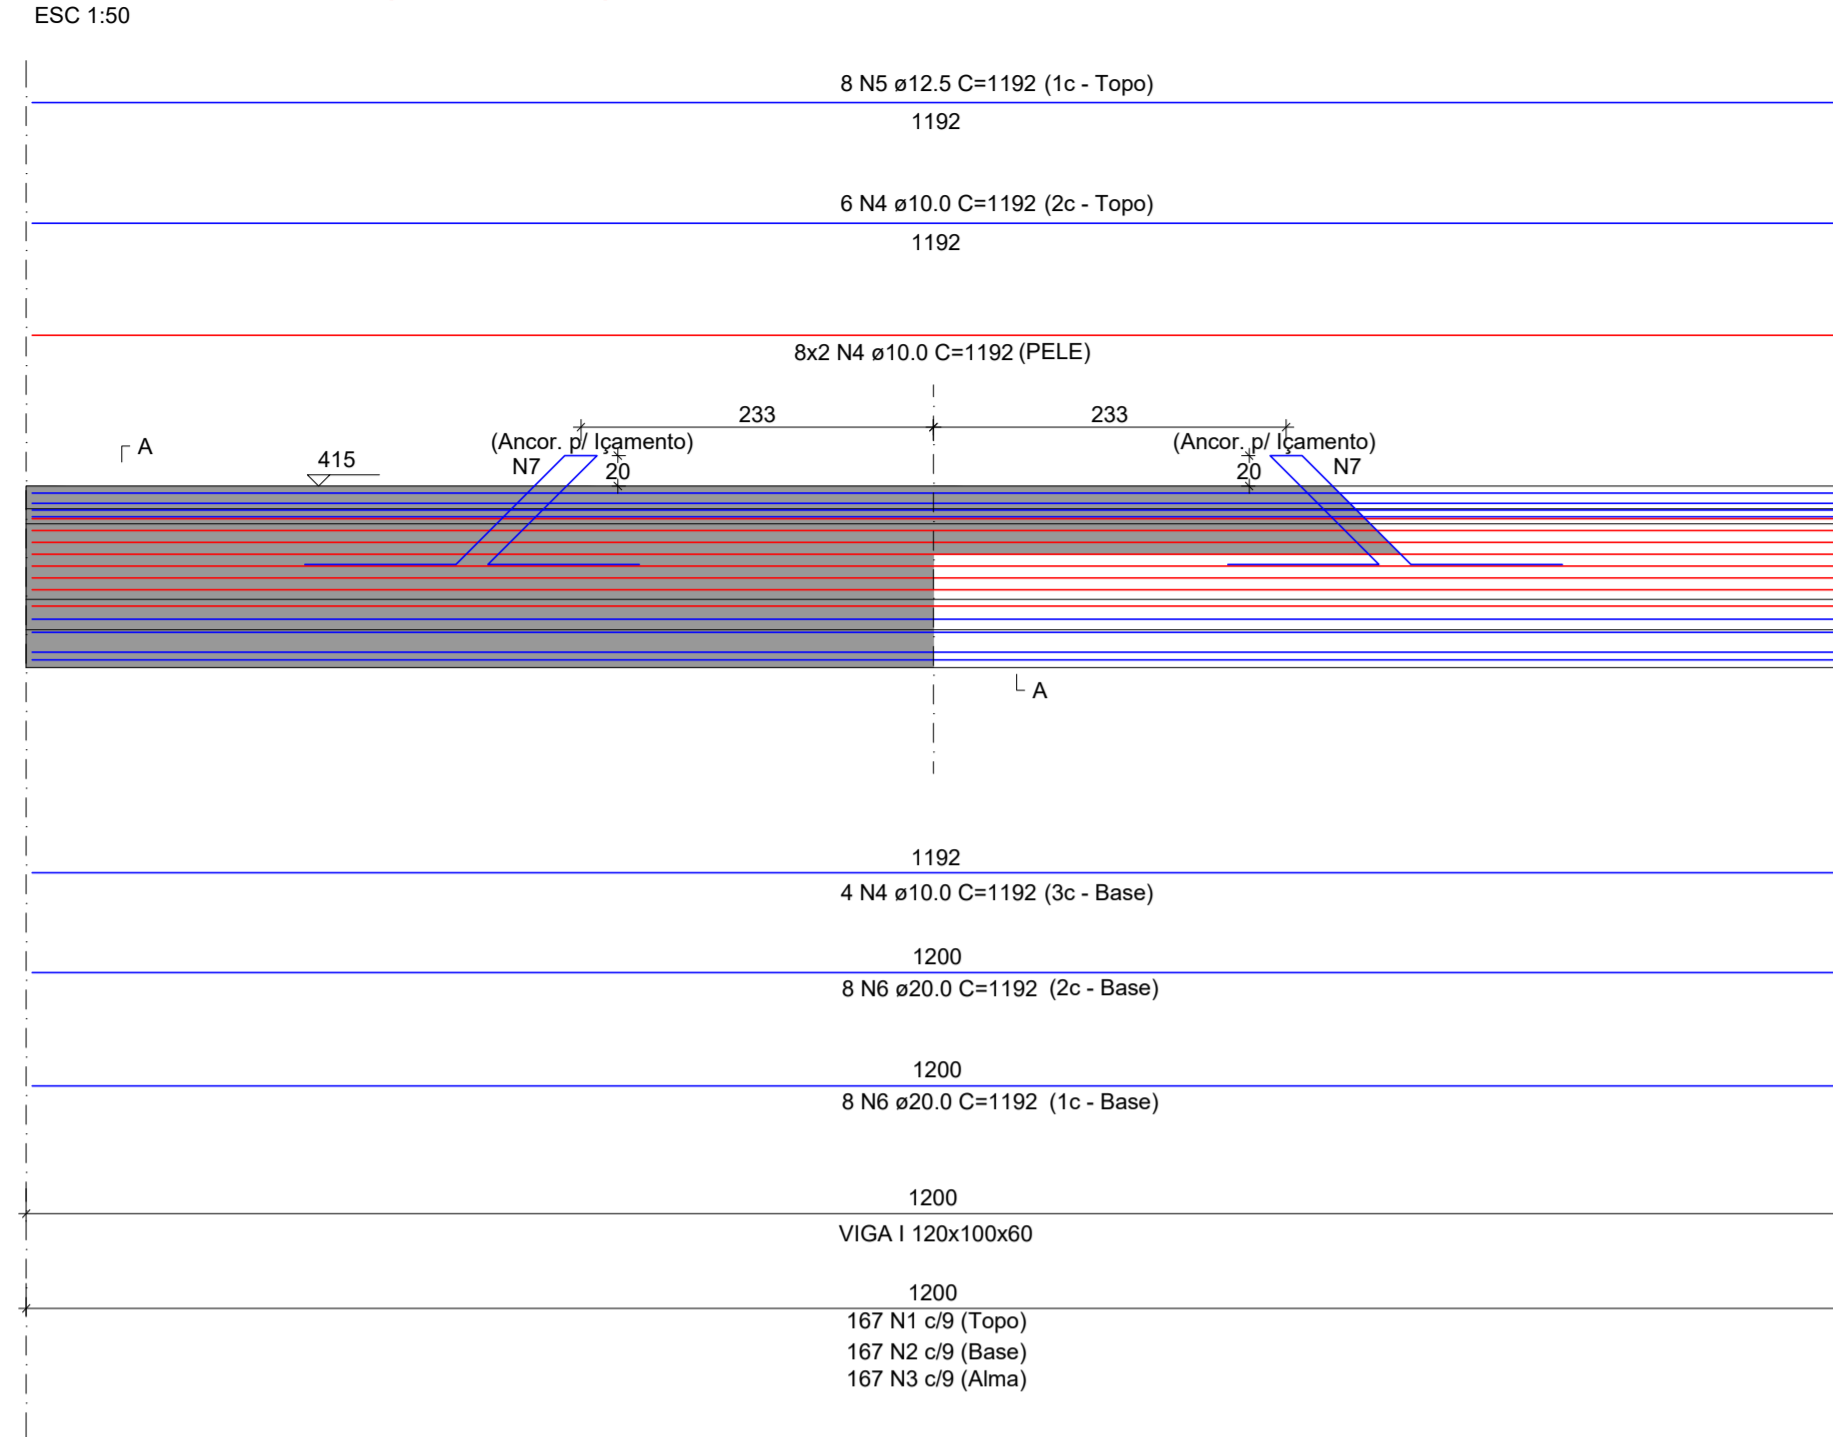 ESC 1:50
8 N5 ø12.5 C=1192 (1c - Topo)
1192
6 N4 ø10.0 C=1192 (2c - Topo)
1192
8x2 N4 ø10.0 C=1192 (PELE)
233
233
(Ancor. p/ Içamento)
(Ancor. p/ Içamento)
A
415
N7
20
20
N7
A
1192
4 N4 ø10.0 C=1192 (3c - Base)
1200
8 N6 ø20.0 C=1192 (2c - Base)
1200
8 N6 ø20.0 C=1192 (1c - Base)
1200
VIGA I 120x100x60
1200
167 N1 c/9 (Topo)
167 N2 c/9 (Base)
167 N3 c/9 (Alma)